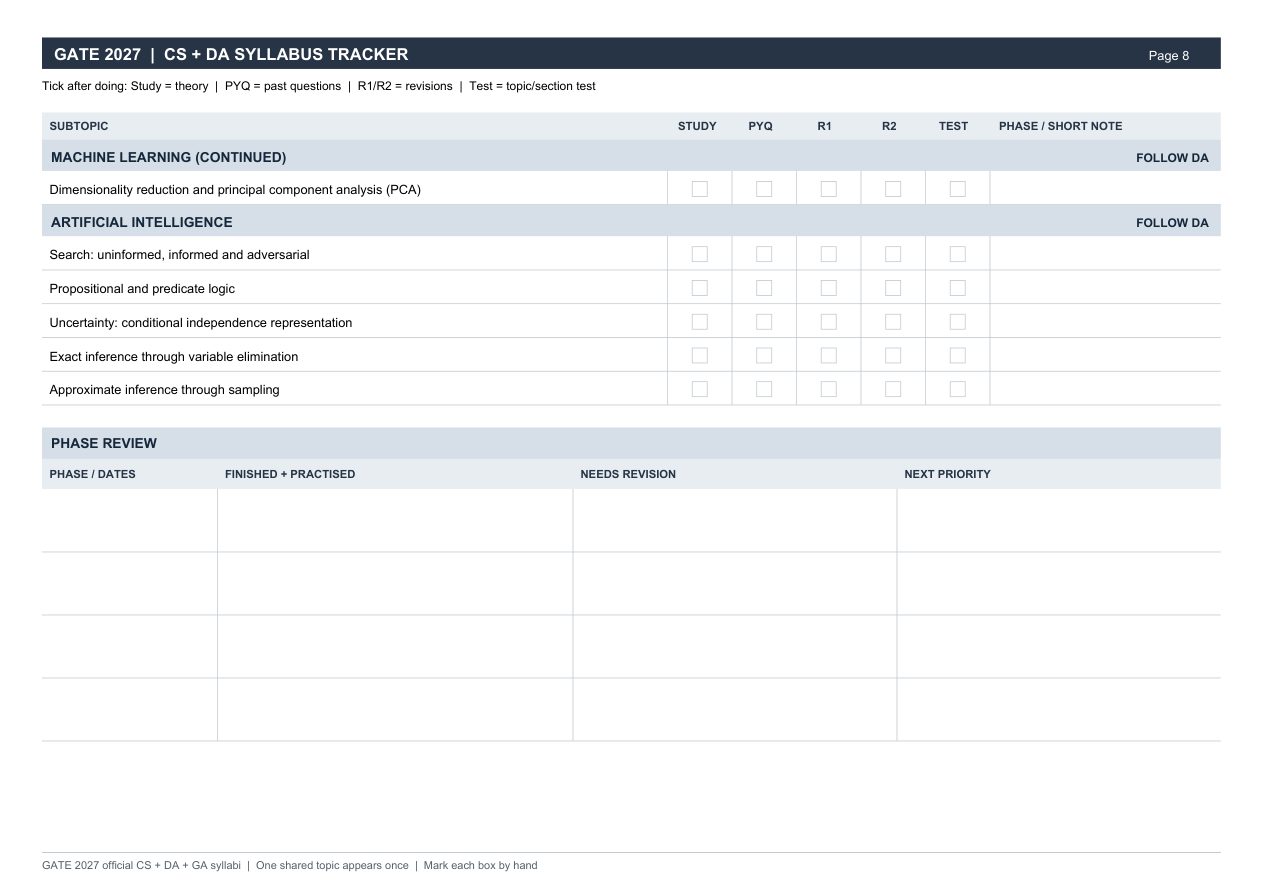 GATE 2027 | CS + DA SYLLABUS TRACKER Page 8
Tick after doing: Study = theory | PYQ = past questions | R1/R2 = revisions | Test = topic/section test
SUBTOPIC STUDY PYQ R1 R2 TEST PHASE / SHORT NOTE
MACHINE LEARNING (CONTINUED) FOLLOW DA
Dimensionality reduction and principal component analysis (PCA)
ARTIFICIAL INTELLIGENCE FOLLOW DA
Search: uninformed, informed and adversarial
Propositional and predicate logic
Uncertainty: conditional independence representation
Exact inference through variable elimination
Approximate inference through sampling
PHASE REVIEW
PHASE / DATES FINISHED + PRACTISED NEEDS REVISION NEXT PRIORITY
GATE 2027 official CS + DA + GA syllabi | One shared topic appears once | Mark each box by hand